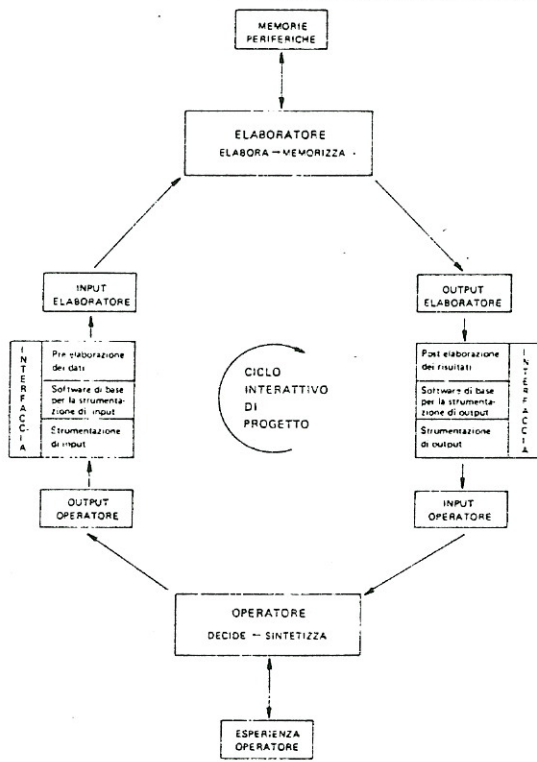 MEMORIE
PERIFERICHE
ELABORATORE
ELABORA → MEMORIZZA
INPUT
ELABORATORE
OUTPUT
ELABORATORE
INTERFACCIA
Pre elaborazione
dei dati
Software di base
per la strumenta-
zione di input
Strumentazione
di input
CICLO
INTERATTIVO
DI
PROGETTO
Post elaborazione
dei risultati
Software di base
per la strumenta-
zione di output
Strumentazione
di output
INTERFACCIA
OUTPUT
OPERATORE
INPUT
OPERATORE
OPERATORE
DECIDE ← SINTETIZZA
ESPERIENZA
OPERATORE